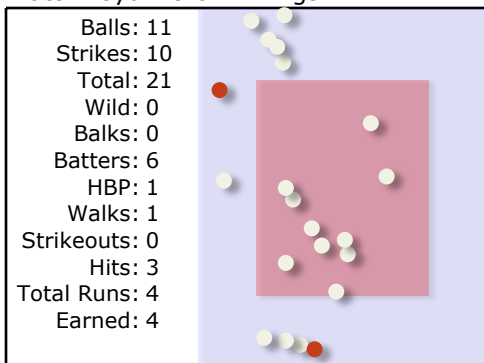 Balls: 11
Strikes: 10
Total: 21
Wild: 0
Balks: 0
Batters: 6
HBP: 1
Walks: 1
Strikeouts: 0
Hits: 3
Total Runs: 4
Earned: 4